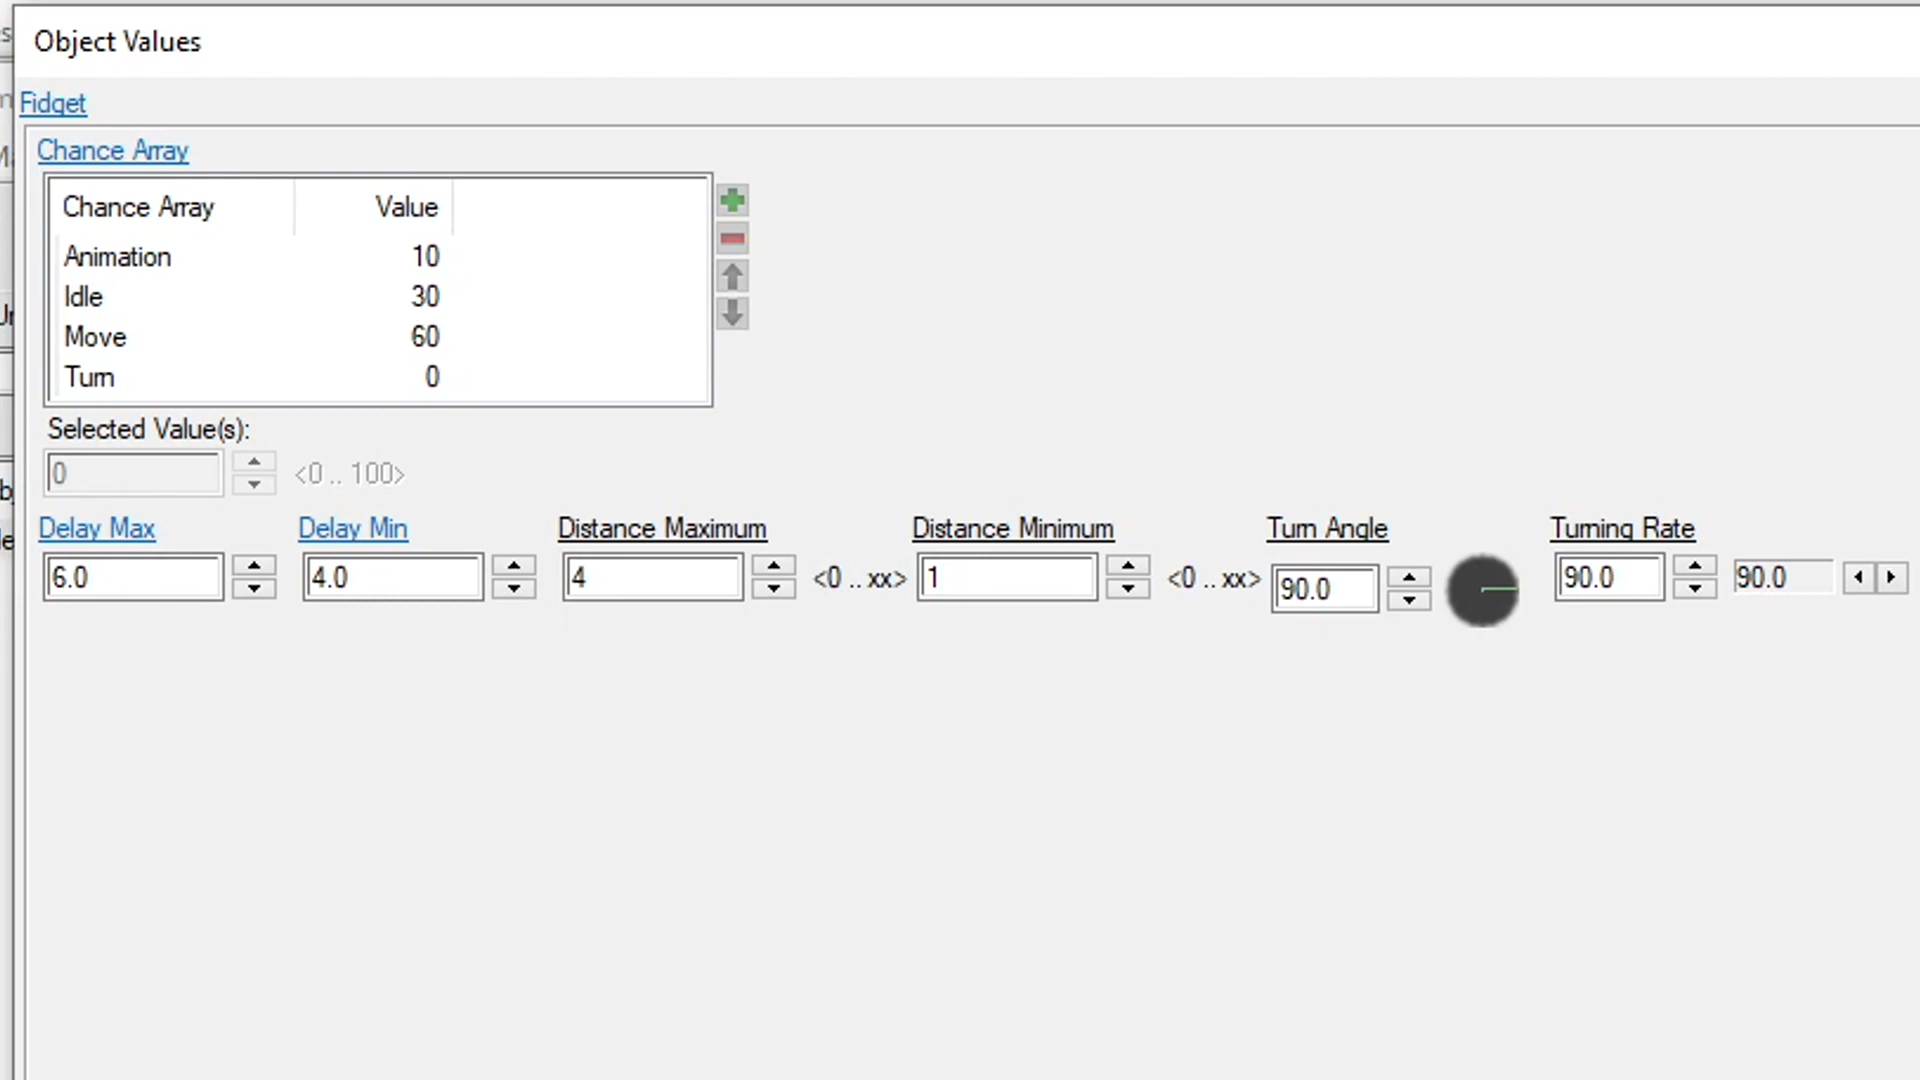 Object Values
Fidget
Chance Array
Chance Array Value
Animation 10
Idle 30
Move 60
Turn 0
Selected Value(s):
0 <0 .. 100>
Delay Max Delay Min Distance Maximum Distance Minimum Turn Angle Turning Rate
6.0 4.0 4 <0 .. xx> 1 <0 .. xx> 90.0 90.0 90.0